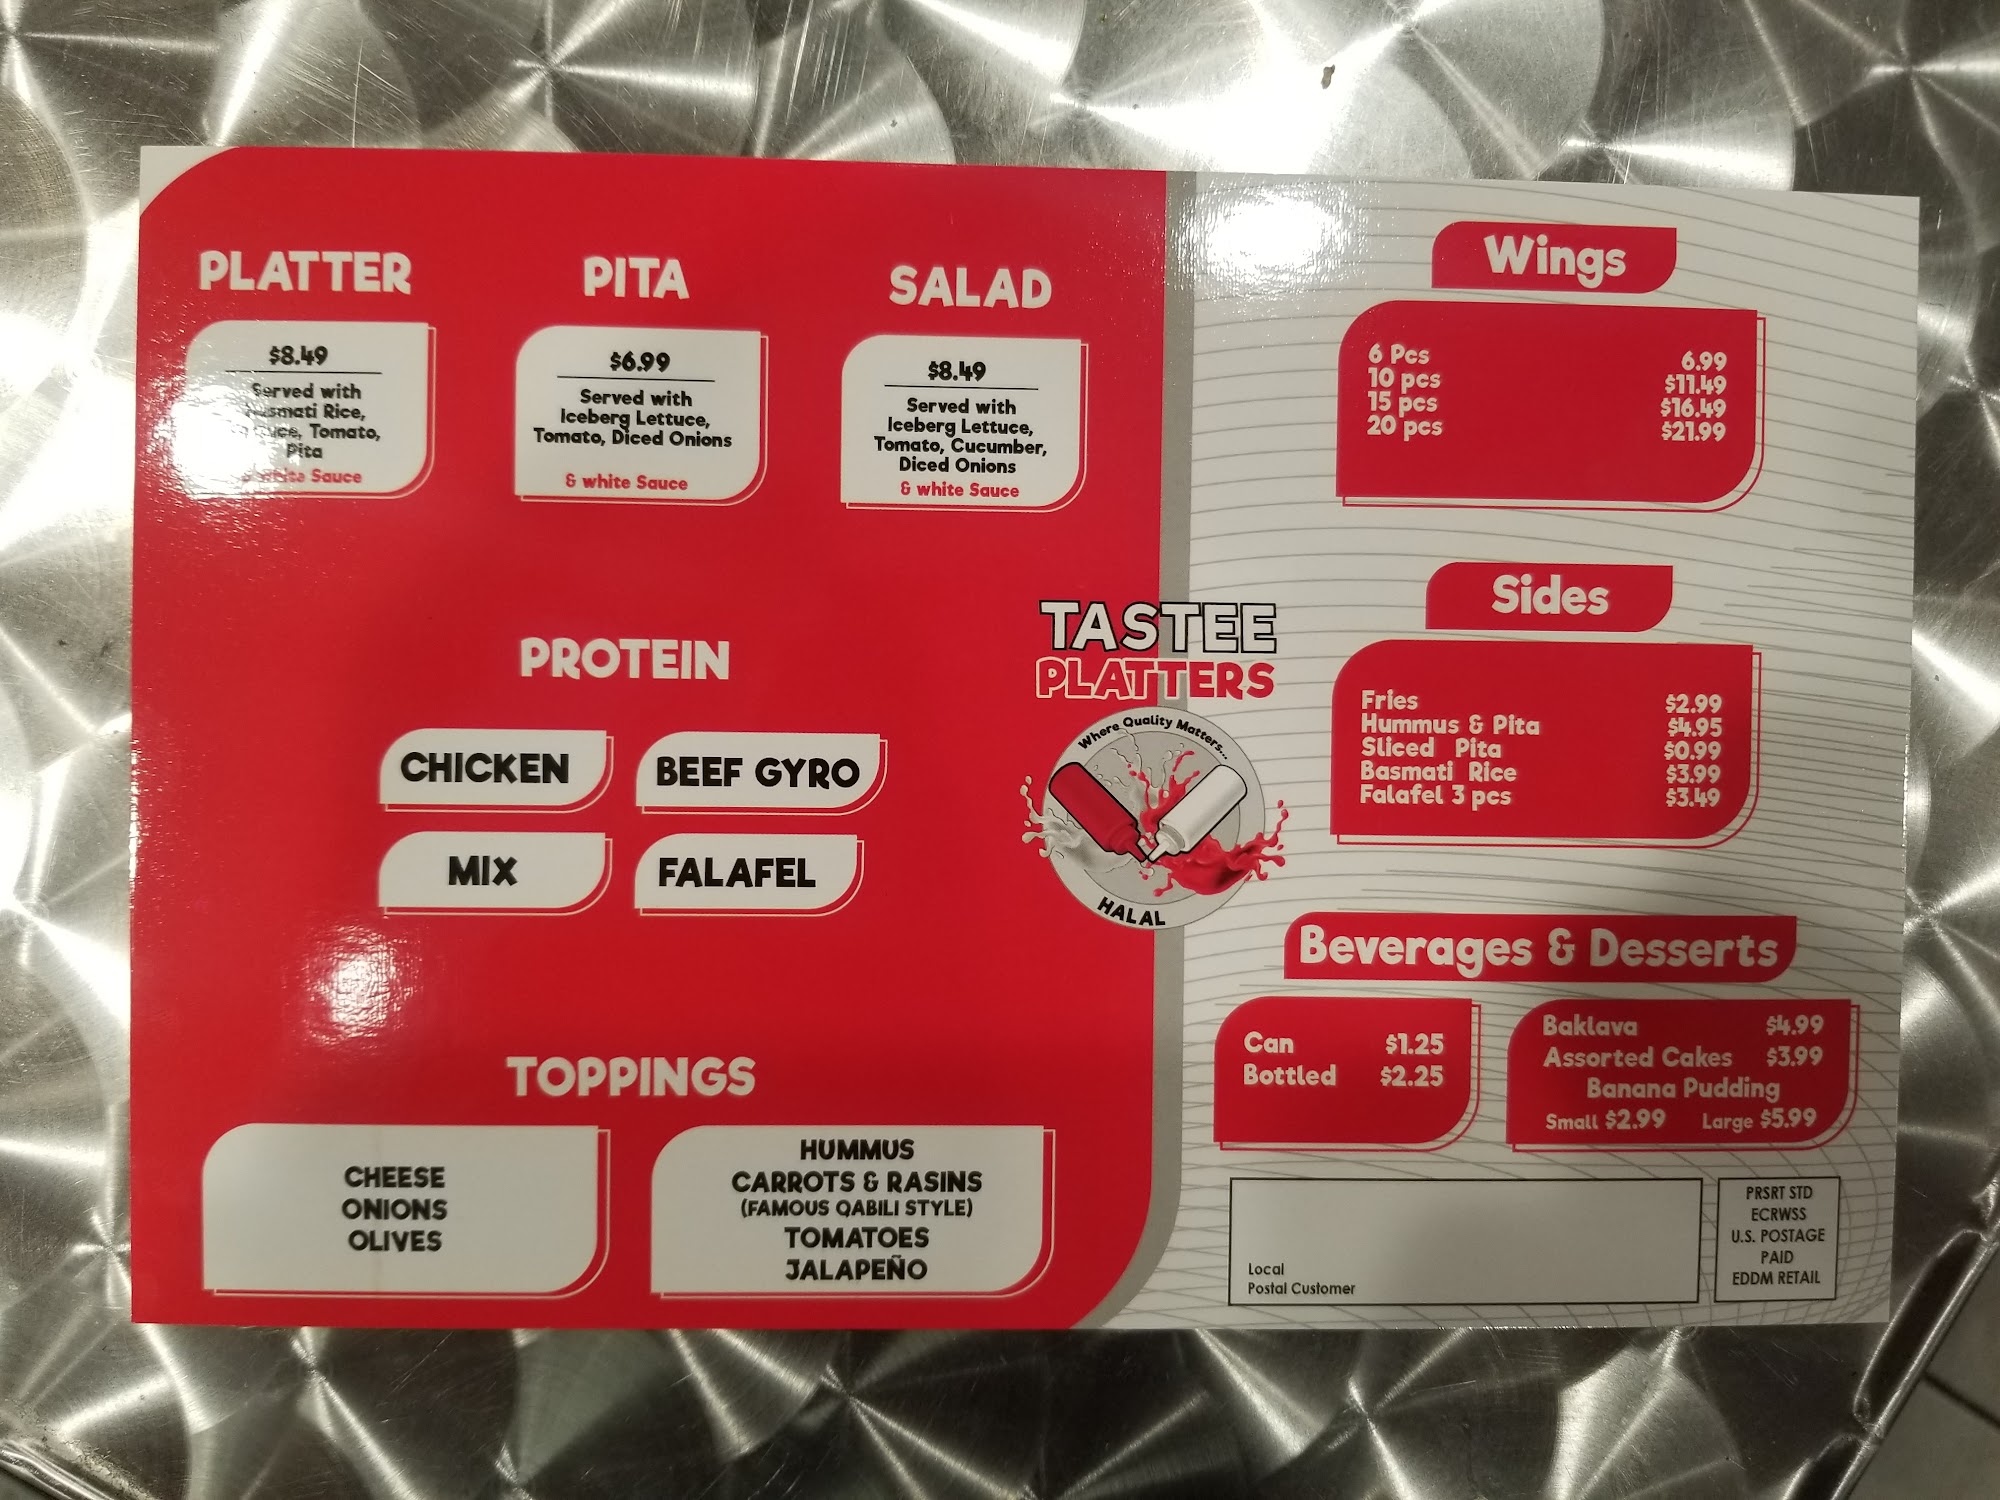 PLATTER
$8.49
Served with
Rice,
Tomato,
Pita
Sauce
PITA
$6.99
Served with
Iceberg Lettuce,
Tomato, Diced Onions
& white Sauce
SALAD
$8.49
Served with
Iceberg Lettuce,
Tomato, Cucumber,
Diced Onions
& white Sauce
PROTEIN
CHICKEN
BEEF GYRO
MIX
FALAFEL
TOPPINGS
CHEESE
ONIONS
OLIVES
HUMMUS
CARROTS & RASINS
(FAMOUS QABILI STYLE)
TOMATOES
JALAPEÑO
TASTEE
PLATTERS
Where Quality Matters...
HALAL
Wings
6 Pcs 6.99
10 pcs $11.49
15 pcs $16.49
20 pcs $21.99
Sides
Fries $2.99
Hummus & Pita $4.95
Sliced Pita $0.99
Basmati Rice $3.99
Falafel 3 pcs $3.49
Beverages & Desserts
Can $1.25
Bottled $2.25
Baklava $4.99
Assorted Cakes $3.99
Banana Pudding
Small $2.99 Large $5.99
Local
Postal Customer
PRSRT STD
ECRWSS
U.S. POSTAGE
PAID
EDDM RETAIL